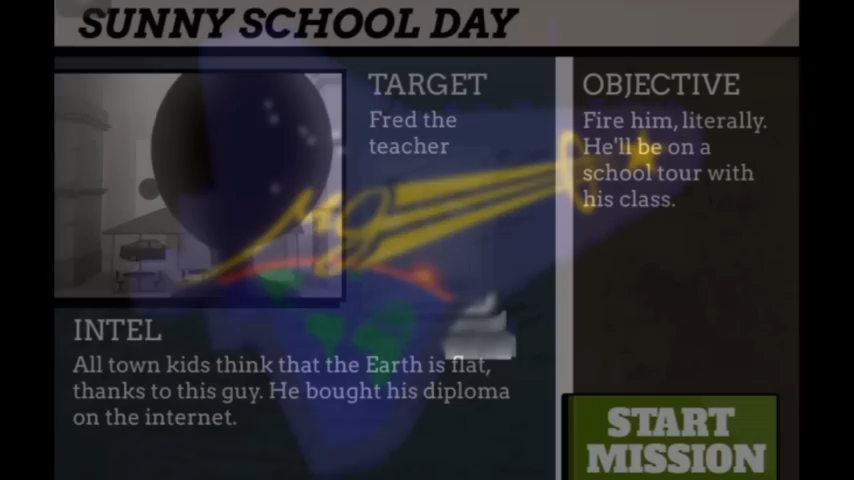 SUNNY SCHOOL DAY
TARGET
Fred the
teacher
OBJECTIVE
Fire him, literally.
He'll be on a
school tour with
his class.
INTEL
All town kids think that the Earth is flat,
thanks to this guy. He bought his diploma
on the internet.
START
MISSION